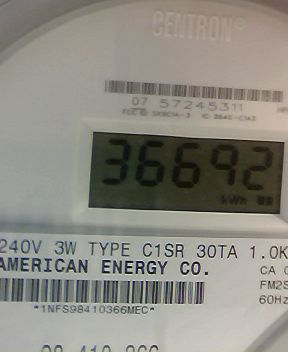 CENTRON®
07 57245311
36692
kWh
240V 3W TYPE C1SR 30TA 1.0K
AMERICAN ENERGY CO.
CA 0
FM2S
60Hz
*1NFS98410366MEC*